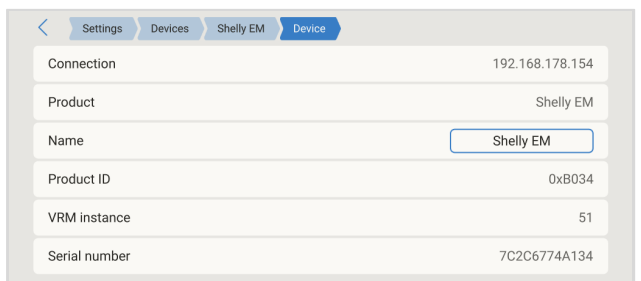 Settings Devices Shelly EM Device
Connection 192.168.178.154
Product Shelly EM
Name Shelly EM
Product ID 0xB034
VRM instance 51
Serial number 7C2C6774A134